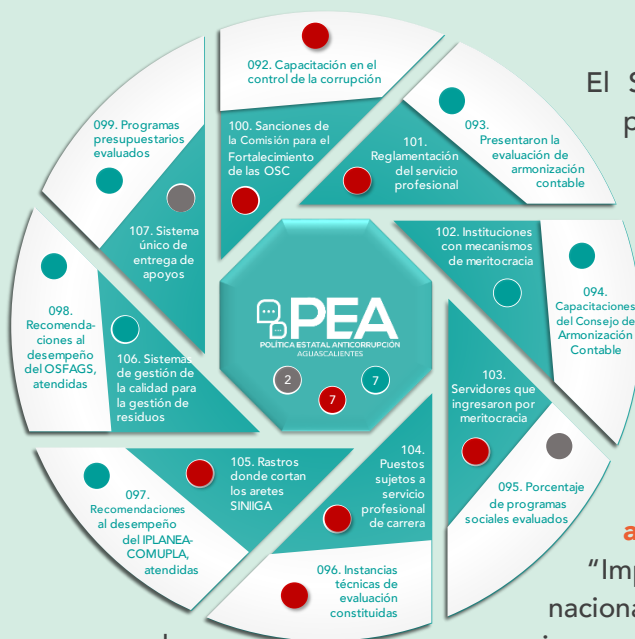 092. Capacitación en el
control de la corrupción
093.
Presentaron la
evaluación de
armonización
contable
094.
Capacitaciones
del Consejo de
Armonización
Contable
095. Porcentaje
de programas
sociales evaluados
096. Instancias
técnicas de
evaluación
constituidas
097.
Recomendaciones
al desempeño
del IPLANEA-
COMUPLA,
atendidas
098.
Recomenda-
ciones al
desempeño
del OSFAGS,
atendidas
099. Programas
presupuestarios
evaluados
100. Sanciones de
la Comisión para el
Fortalecimiento
de las OSC
101.
Reglamentación
del servicio
profesional
102. Instituciones
con mecanismos
de meritocracia
103.
Servidores que
ingresaron por
meritocracia
104.
Puestos
sujetos a
servicio
profesional
de carrera
105. Rastros
donde cortan
los aretes
SINIIGA
106. Sistemas
de gestión de
la calidad para
la gestión de
residuos
107. Sistema
único de
entrega de
apoyos
PEA
POLÍTICA ESTATAL ANTICORRUPCIÓN
AGUASCALIENTES
2
7
7
El S
p
a
“Imp
naciona